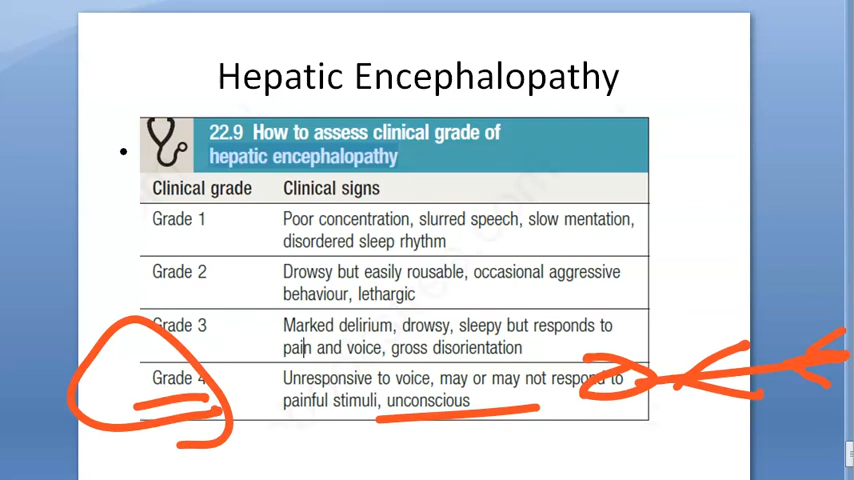 Hepatic Encephalopathy
22.9 How to assess clinical grade of
hepatic encephalopathy
Clinical grade Clinical signs
Grade 1 Poor concentration, slurred speech, slow mentation,
disordered sleep rhythm
Grade 2 Drowsy but easily rousable, occasional aggressive
behaviour, lethargic
Grade 3 Marked delirium, drowsy, sleepy but responds to
pain and voice, gross disorientation
Grade 4 Unresponsive to voice, may or may not respond to
painful stimuli, unconscious